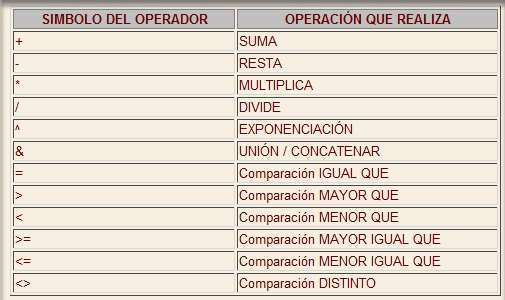 SIMBOLO DEL OPERADOR OPERACIÓN QUE REALIZA
+ SUMA
- RESTA
* MULTIPLICA
/ DIVIDE
^ EXPONENCIACIÓN
& UNIÓN / CONCATENAR
= Comparación IGUAL QUE
> Comparación MAYOR QUE
< Comparación MENOR QUE
>= Comparación MAYOR IGUAL QUE
<= Comparación MENOR IGUAL QUE
<> Comparación DISTINTO